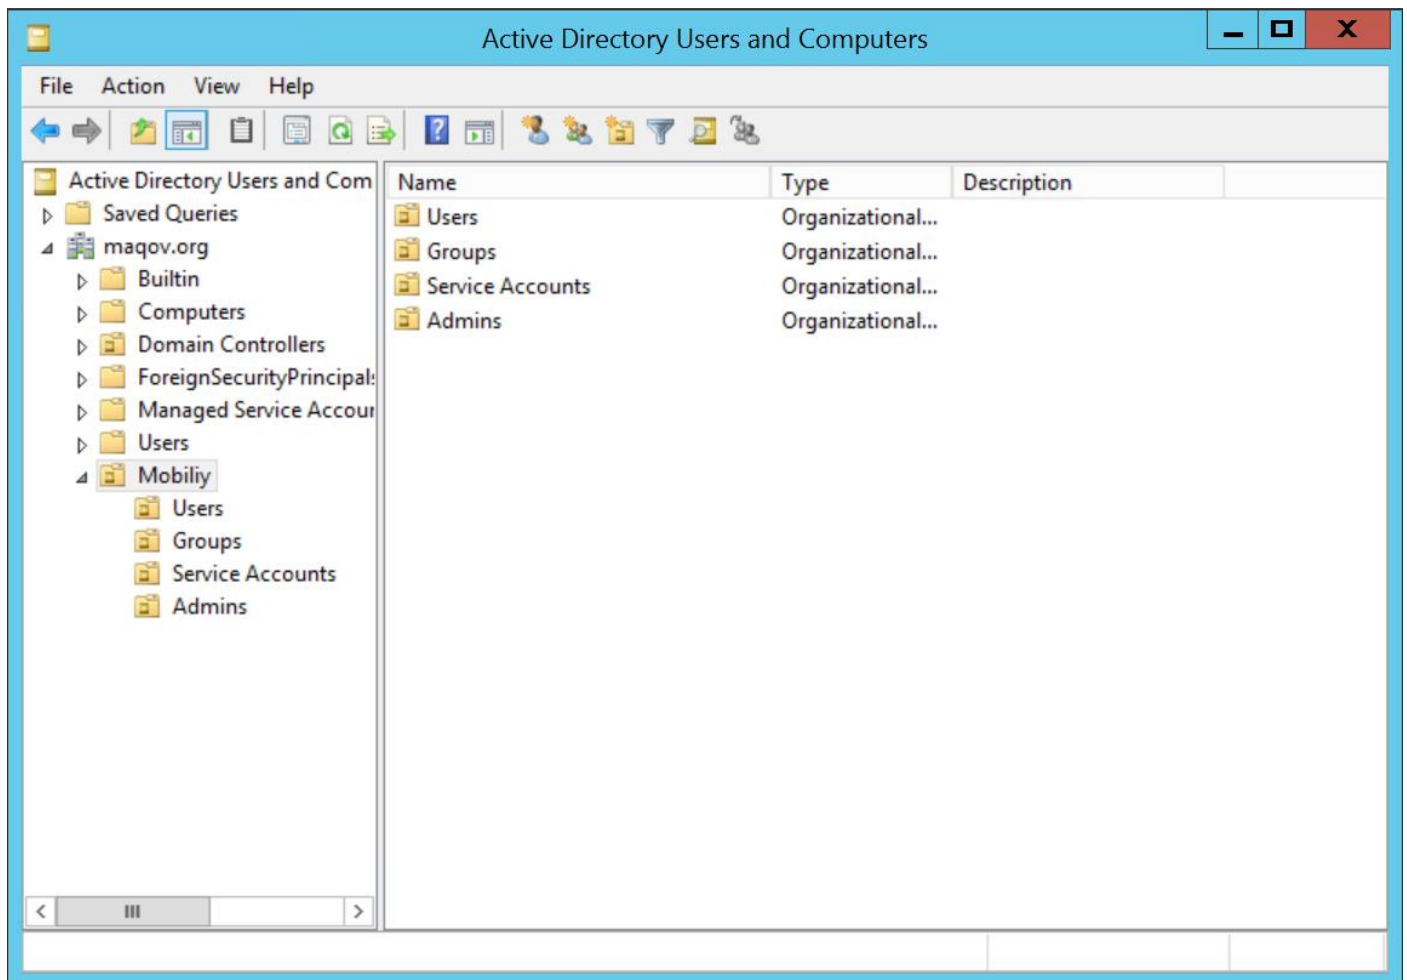 Active Directory Users and Computers
File Action View Help
Active Directory Users and Com
Saved Queries
maqov.org
Builtin
Computers
Domain Controllers
ForeignSecurityPrincipals
Managed Service Accour
Users
Mobiliy
Users
Groups
Service Accounts
Admins
Name Type Description
Users Organizational...
Groups Organizational...
Service Accounts Organizational...
Admins Organizational...